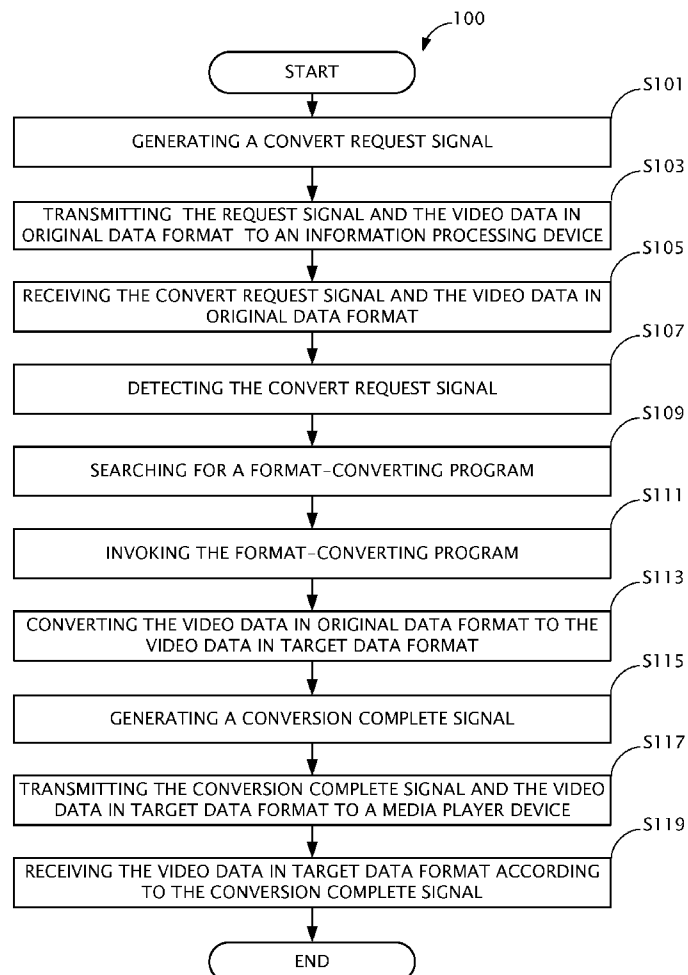 100
START
S101
GENERATING A CONVERT REQUEST SIGNAL
S103
TRANSMITTING THE REQUEST SIGNAL AND THE VIDEO DATA IN
ORIGINAL DATA FORMAT TO AN INFORMATION PROCESSING DEVICE
S105
RECEIVING THE CONVERT REQUEST SIGNAL AND THE VIDEO DATA IN
ORIGINAL DATA FORMAT
S107
DETECTING THE CONVERT REQUEST SIGNAL
S109
SEARCHING FOR A FORMAT-CONVERTING PROGRAM
S111
INVOKING THE FORMAT-CONVERTING PROGRAM
S113
CONVERTING THE VIDEO DATA IN ORIGINAL DATA FORMAT TO THE
VIDEO DATA IN TARGET DATA FORMAT
S115
GENERATING A CONVERSION COMPLETE SIGNAL
S117
TRANSMITTING THE CONVERSION COMPLETE SIGNAL AND THE VIDEO
DATA IN TARGET DATA FORMAT TO A MEDIA PLAYER DEVICE
S119
RECEIVING THE VIDEO DATA IN TARGET DATA FORMAT ACCORDING
TO THE CONVERSION COMPLETE SIGNAL
END